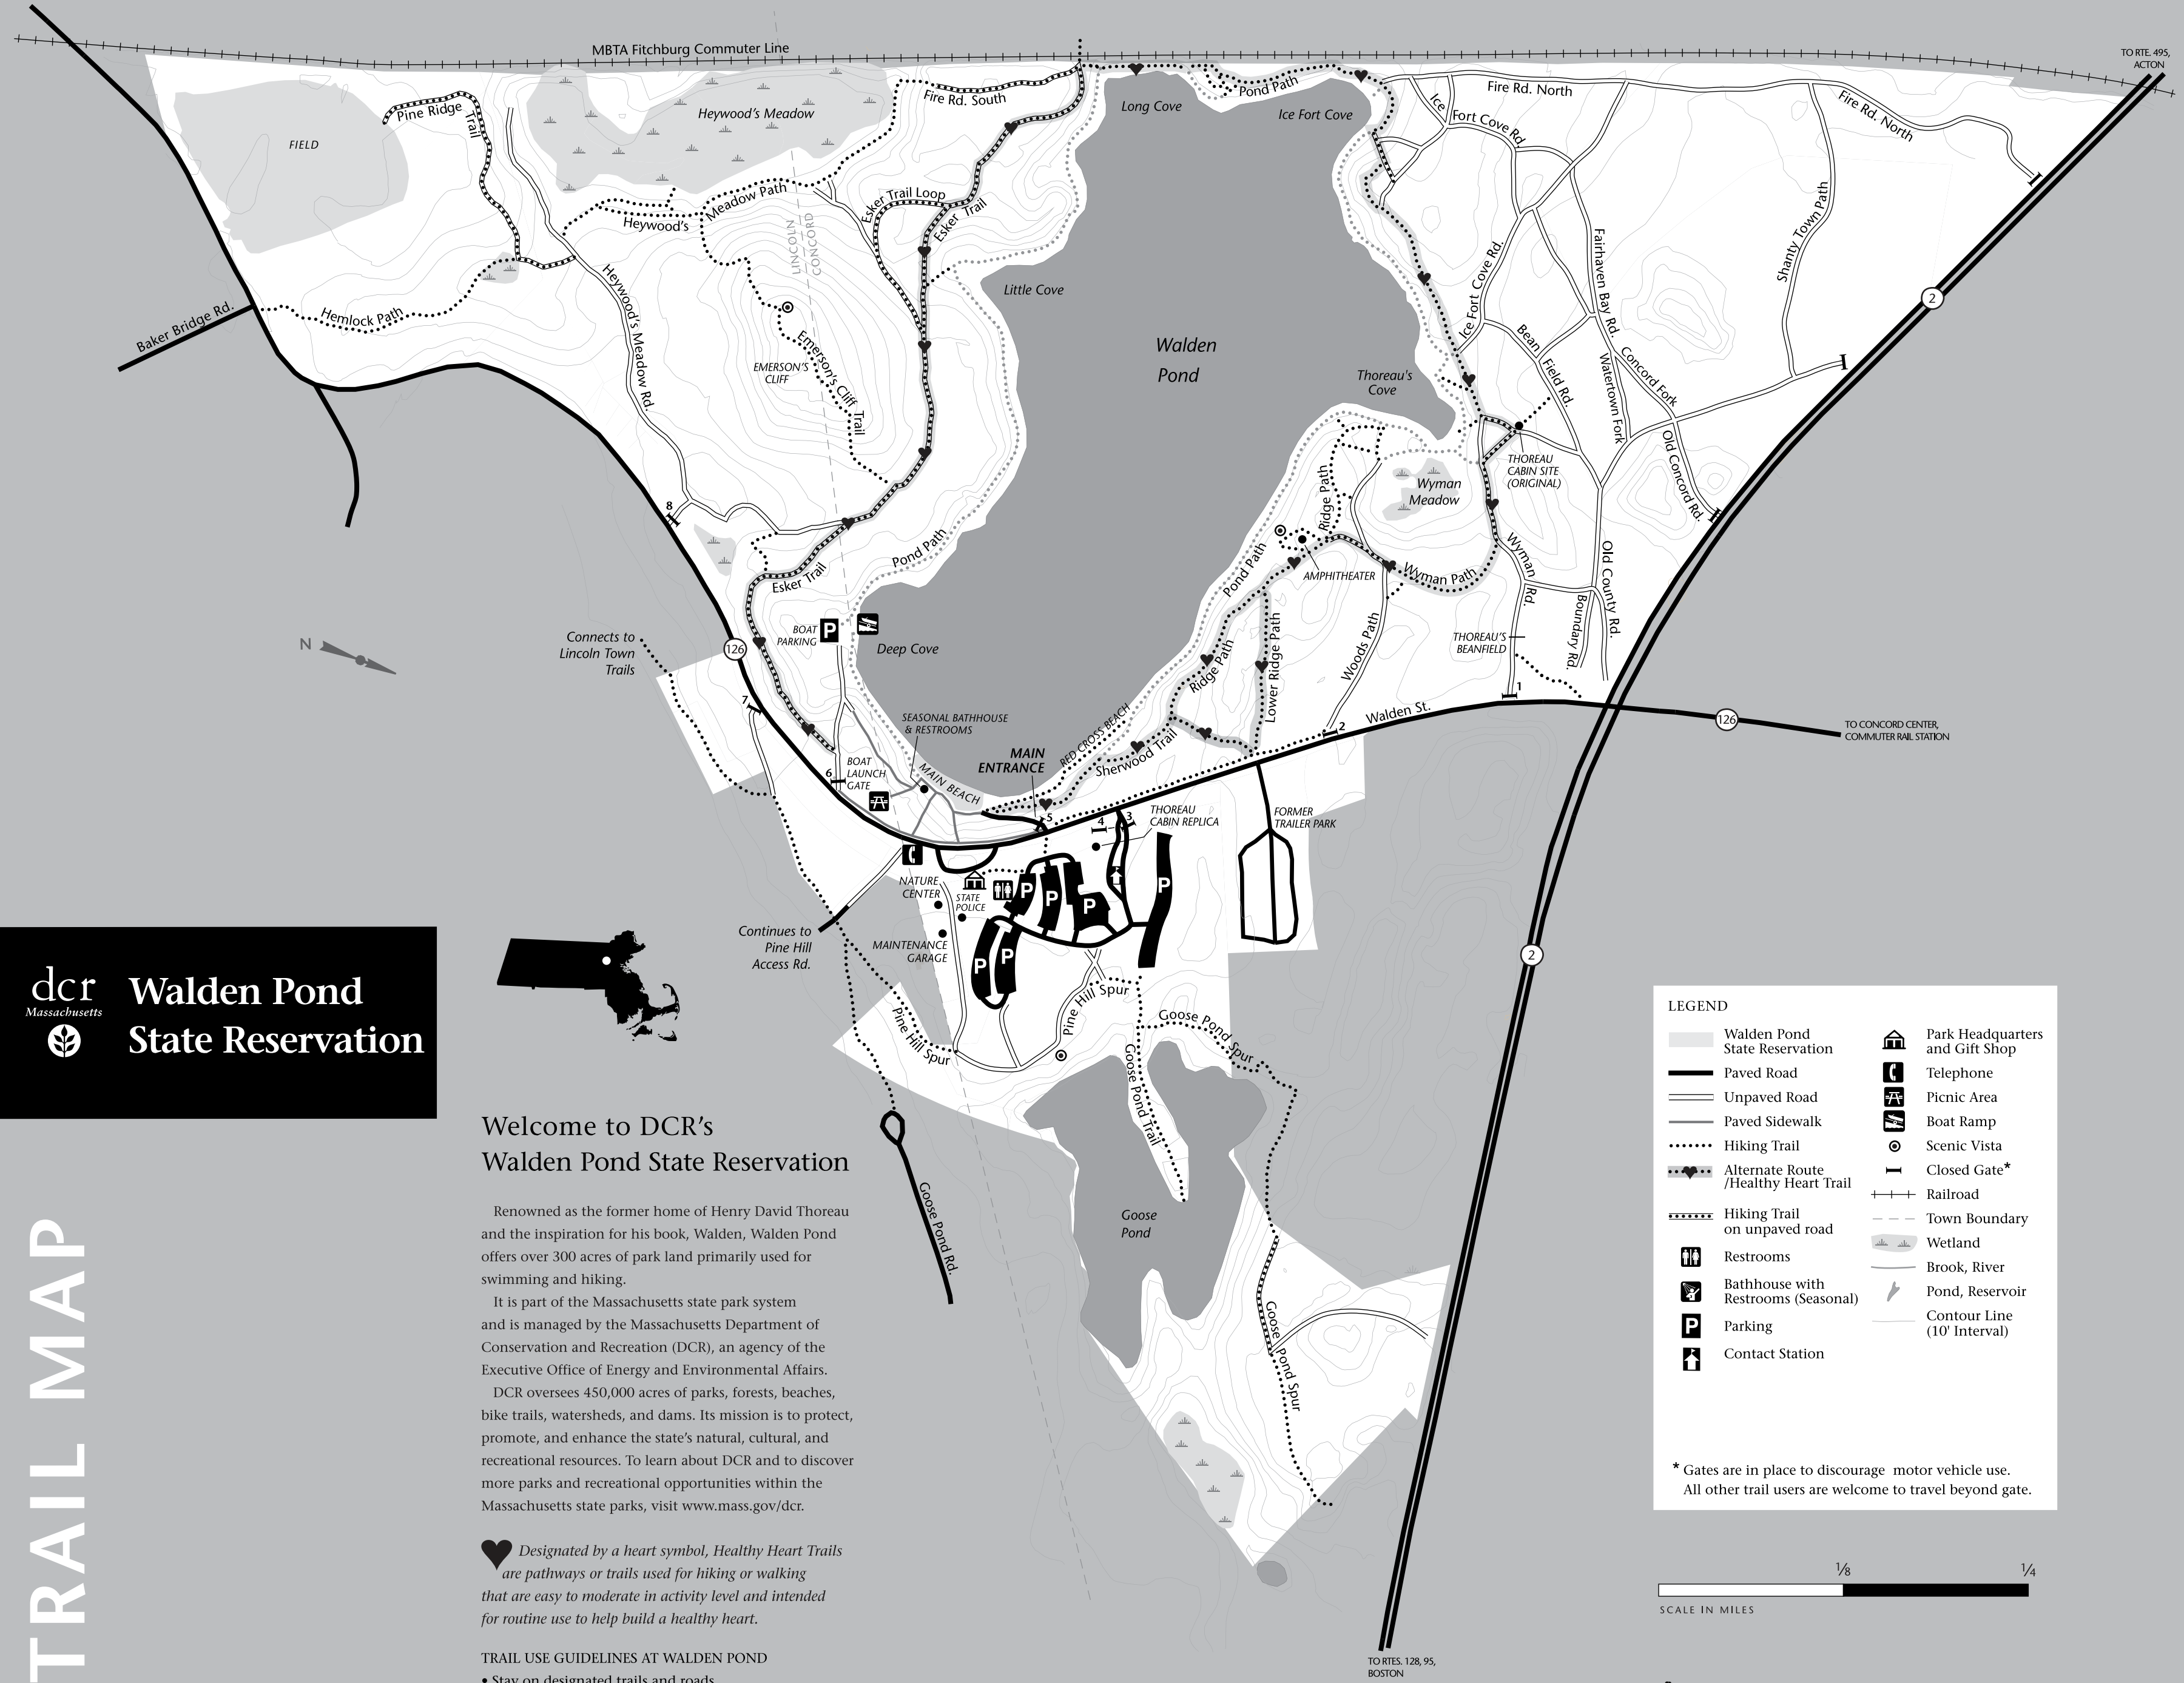 MBTA Fitchburg Commuter Line
TO RTE. 495,
ACTON
Pine Ridge
Trail
FIELD
Heywood's Meadow
Fire Rd. South
Long Cove
Pond Path
Ice Fort Cove
Ice
Fort Cove Rd.
Fire Rd. North
Fire Rd. North
Heywood's
Meadow Path
LINCOLN
CONCORD
Esker Trail Loop
Esker Trail
Little Cove
Walden
Pond
Thoreau's
Cove
Ice Fort Cove Rd.
Fairhaven Bay Rd.
Shanty Town Path
2
Baker Bridge Rd.
Hemlock Path
Heywood's Meadow Rd.
EMERSON'S
CLIFF
Emerson's Cliff
Trail
Bean
Field Rd.
Watertown Fork
Concord Fork
Old Concord Rd.
THOREAU
CABIN SITE
(ORIGINAL)
Wyman
Meadow
Ridge Path
8
Pond Path
Esker Trail
Pond Path
AMPHITHEATER
Wyman Path
Wyman
Rd.
Old County Rd.
Boundary Rd.
THOREAU'S
BEANFIELD
N
Connects to
Lincoln Town
Trails
126
BOAT
PARKING
P
Deep Cove
Ridge Path
Lower Ridge Path
Woods Path
1
2
Walden St.
126
TO CONCORD CENTER,
COMMUTER RAIL STATION
7
SEASONAL BATHHOUSE
& RESTROOMS
MAIN
ENTRANCE
RED CROSS BEACH
Sherwood Trail
6
BOAT
LAUNCH
GATE
MAIN BEACH
5
4
3
THOREAU
CABIN REPLICA
FORMER
TRAILER PARK
NATURE
CENTER
STATE
POLICE
P
P
P
P
P
P
MAINTENANCE
GARAGE
Continues to
Pine Hill
Access Rd.
2
Pine Hill Spur
Pine
Hill Spur
Goose Pond Spur
Goose Pond Trail
Goose
Pond
Goose Pond Rd.
Goose
Pond Spur
TO RTES. 128, 95,
BOSTON
dcr
Massachusetts
Walden Pond
State Reservation
TRAIL MAP
Welcome to DCR's
Walden Pond State Reservation
Renowned as the former home of Henry David Thoreau
and the inspiration for his book, Walden, Walden Pond
offers over 300 acres of park land primarily used for
swimming and hiking.
It is part of the Massachusetts state park system
and is managed by the Massachusetts Department of
Conservation and Recreation (DCR), an agency of the
Executive Office of Energy and Environmental Affairs.
DCR oversees 450,000 acres of parks, forests, beaches,
bike trails, watersheds, and dams. Its mission is to protect,
promote, and enhance the state's natural, cultural, and
recreational resources. To learn about DCR and to discover
more parks and recreational opportunities within the
Massachusetts state parks, visit www.mass.gov/dcr.
Designated by a heart symbol, Healthy Heart Trails
are pathways or trails used for hiking or walking
that are easy to moderate in activity level and intended
for routine use to help build a healthy heart.
TRAIL USE GUIDELINES AT WALDEN POND
• Stay on designated trails and roads
LEGEND
Walden Pond
State Reservation
Paved Road
Unpaved Road
Paved Sidewalk
Hiking Trail
Alternate Route
/Healthy Heart Trail
Hiking Trail
on unpaved road
Restrooms
Bathhouse with
Restrooms (Seasonal)
P
Parking
Contact Station
Park Headquarters
and Gift Shop
Telephone
Picnic Area
Boat Ramp
Scenic Vista
Closed Gate*
Railroad
Town Boundary
Wetland
Brook, River
Pond, Reservoir
Contour Line
(10' Interval)
* Gates are in place to discourage motor vehicle use.
All other trail users are welcome to travel beyond gate.
1/8
1/4
SCALE IN MILES